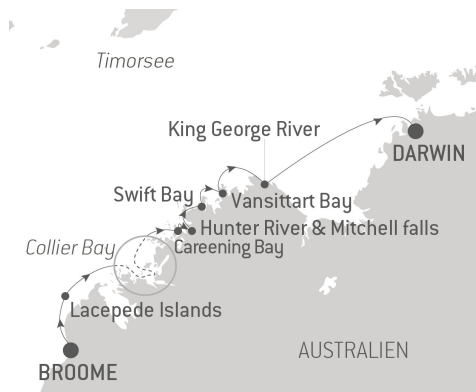 Timorsee
King George River
DARWIN
Swift Bay
Vansittart Bay
Hunter River & Mitchell falls
Collier Bay
Careening Bay
Lacepede Islands
AUSTRALIEN
BROOME